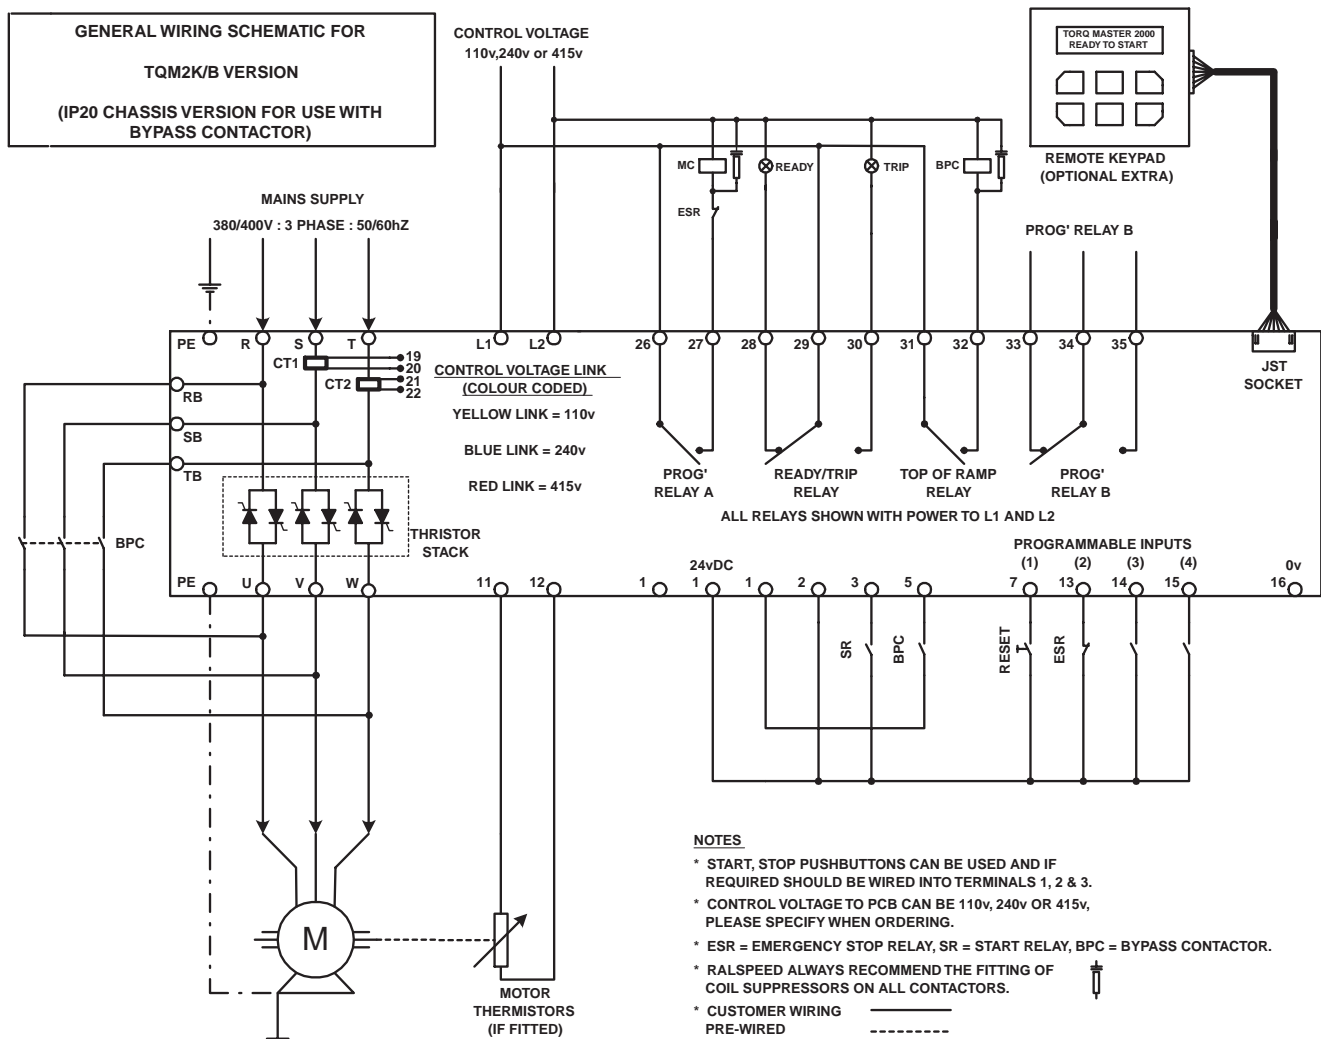 GENERAL WIRING SCHEMATIC FOR
TQM2K/B VERSION
(IP20 CHASSIS VERSION FOR USE WITH
BYPASS CONTACTOR)
CONTROL VOLTAGE
110v,240v or 415v
TORQ MASTER 2000
READY TO START
REMOTE KEYPAD
(OPTIONAL EXTRA)
MC
READY
TRIP
BPC
ESR
MAINS SUPPLY
380/400V : 3 PHASE : 50/60hZ
PROG' RELAY B
PE
R
S
T
L1
L2
26
27
28
29
30
31
32
33
34
35
JST
SOCKET
CT1
19
20
CT2
21
22
RB
SB
TB
CONTROL VOLTAGE LINK
(COLOUR CODED)
YELLOW LINK = 110v
BLUE LINK = 240v
RED LINK = 415v
PROG'
RELAY A
READY/TRIP
RELAY
TOP OF RAMP
RELAY
PROG'
RELAY B
ALL RELAYS SHOWN WITH POWER TO L1 AND L2
THRISTOR
STACK
BPC
24vDC
PROGRAMMABLE INPUTS
(1)
(2)
(3)
(4)
0v
PE
U
V
W
11
12
1
1
1
2
3
5
7
13
14
15
16
SR
BPC
RESET
ESR
M
MOTOR
THERMISTORS
(IF FITTED)
NOTES
* START, STOP PUSHBUTTONS CAN BE USED AND IF
REQUIRED SHOULD BE WIRED INTO TERMINALS 1, 2 & 3.
* CONTROL VOLTAGE TO PCB CAN BE 110v, 240v OR 415v,
PLEASE SPECIFY WHEN ORDERING.
* ESR = EMERGENCY STOP RELAY, SR = START RELAY, BPC = BYPASS CONTACTOR.
* RALSPEED ALWAYS RECOMMEND THE FITTING OF
COIL SUPPRESSORS ON ALL CONTACTORS.
* CUSTOMER WIRING
PRE-WIRED